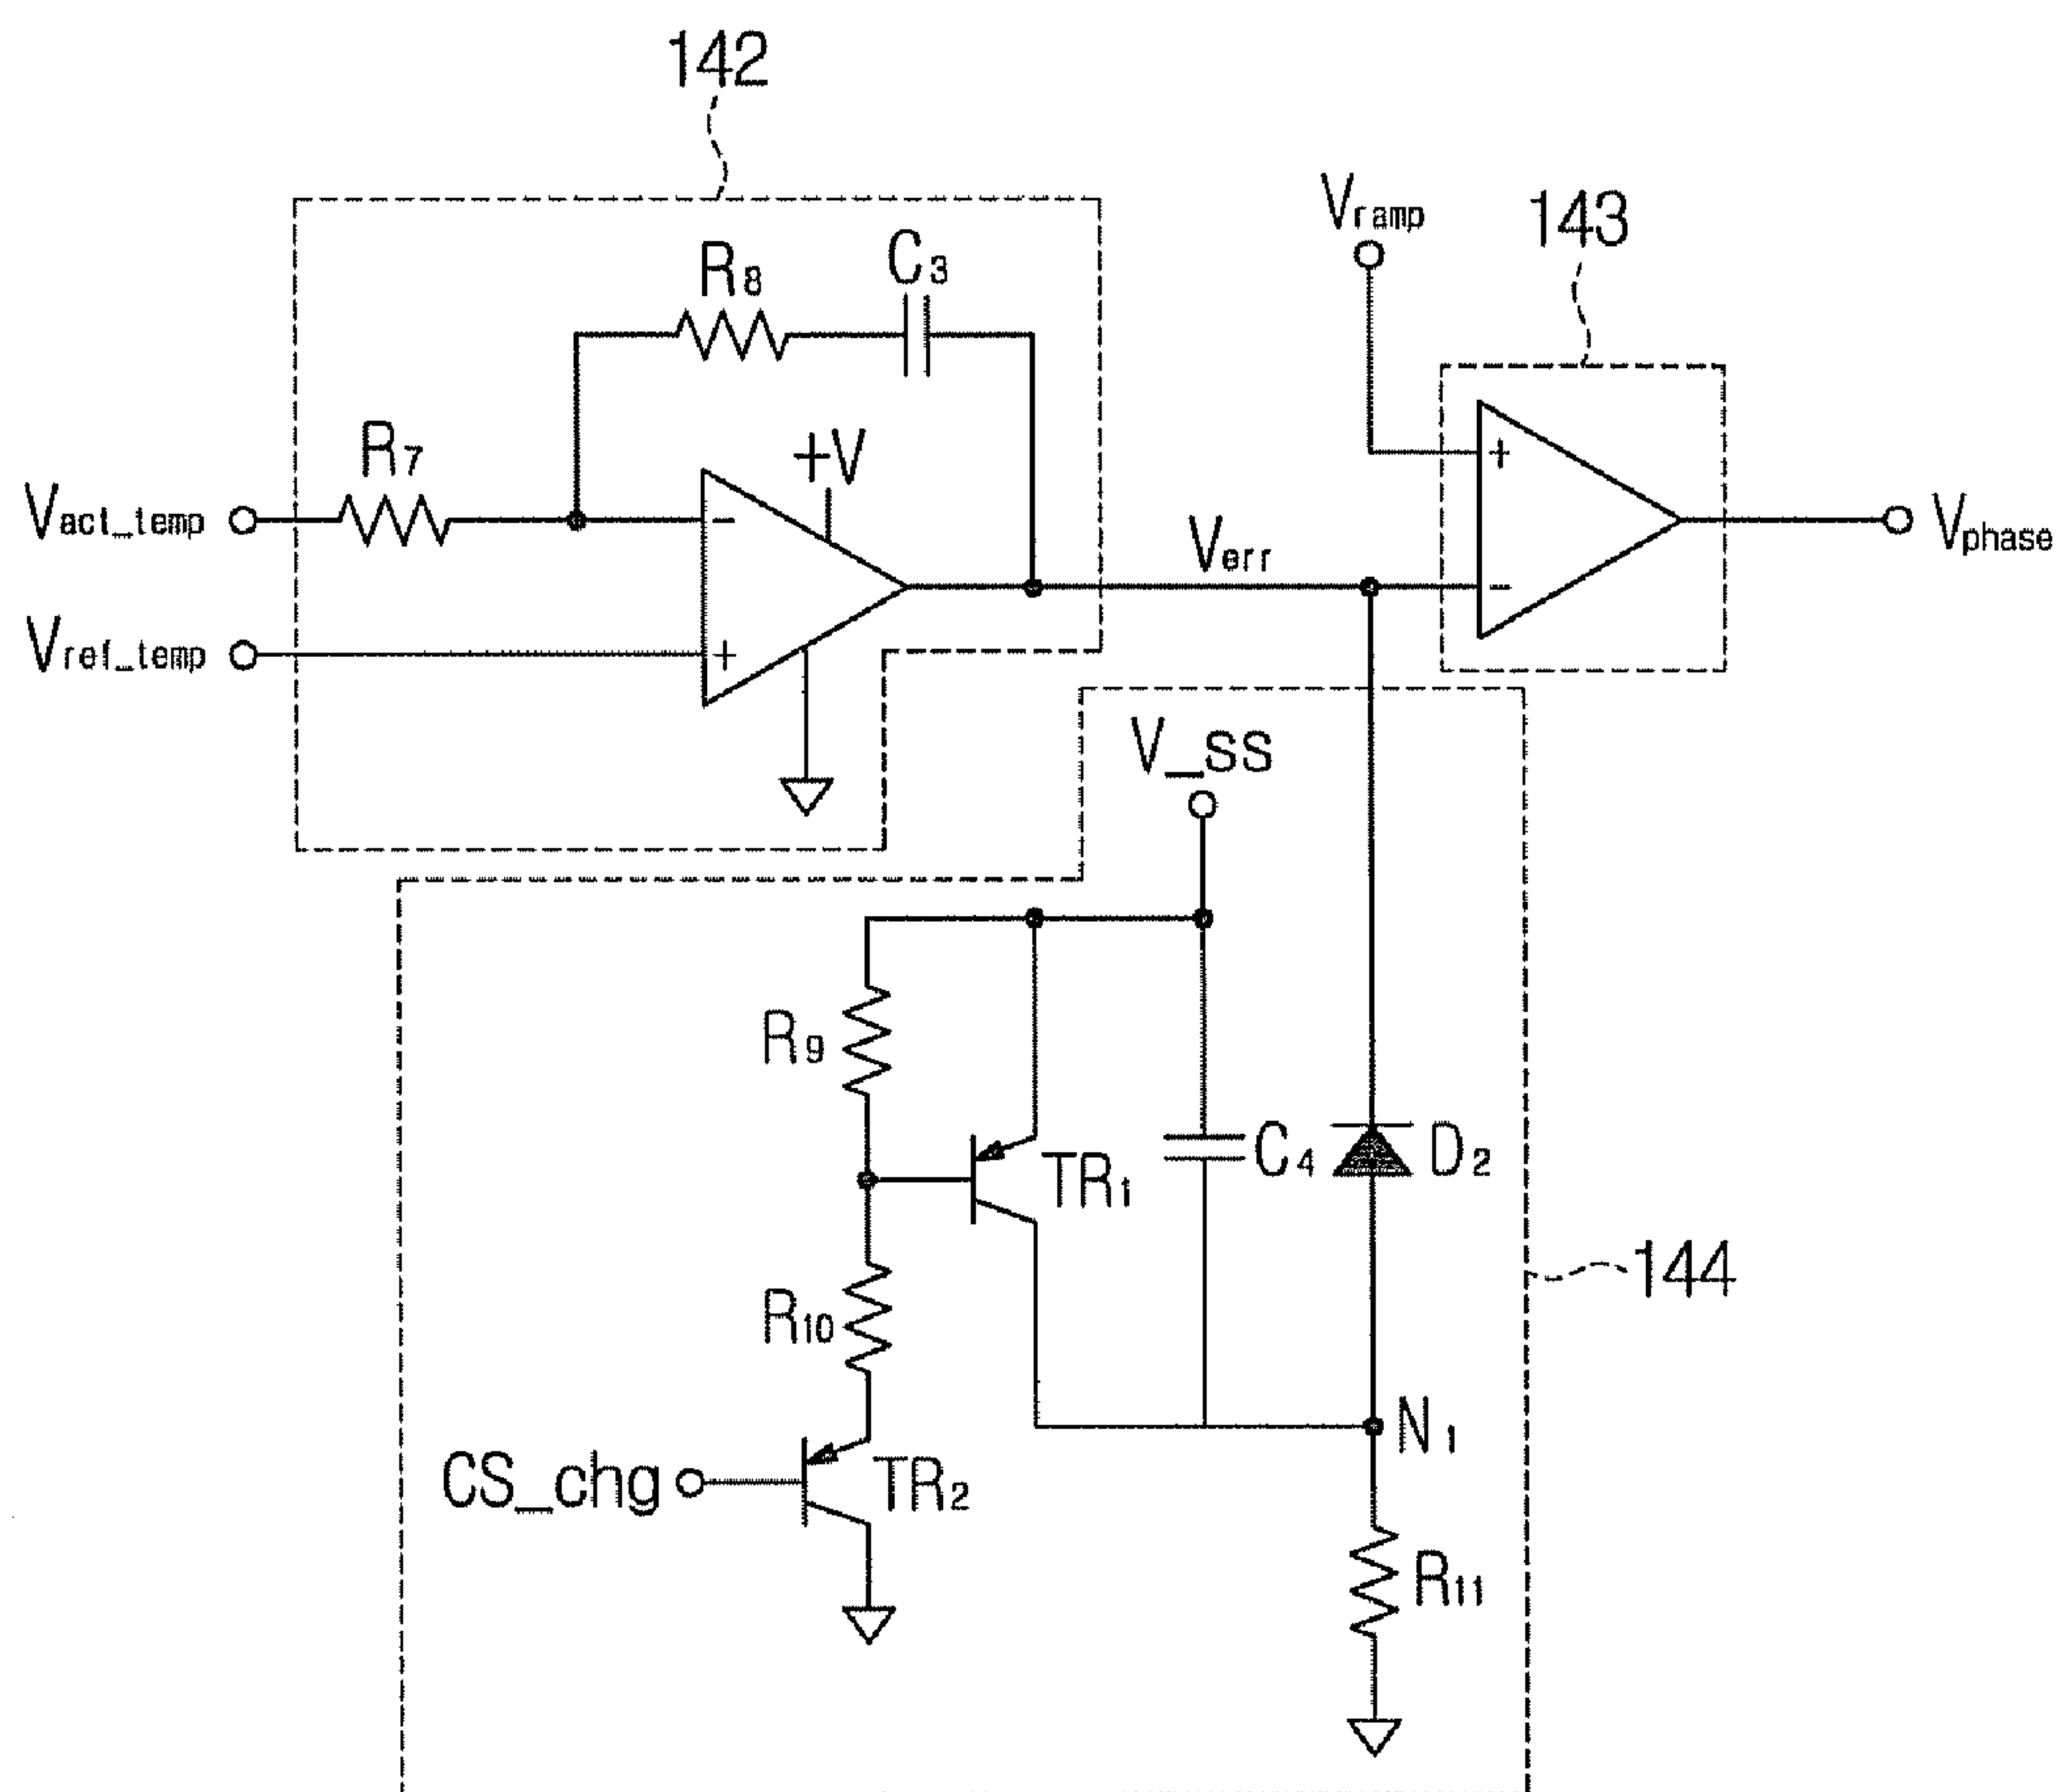 142
Vramp
143
R8
C3
R7
+V
Vact_temp
-
+
Vphase
Verr
-
Vref_temp
+
V_SS
R9
TR1
C4
D2
144
R10
N1
CS_chg
TR2
R11